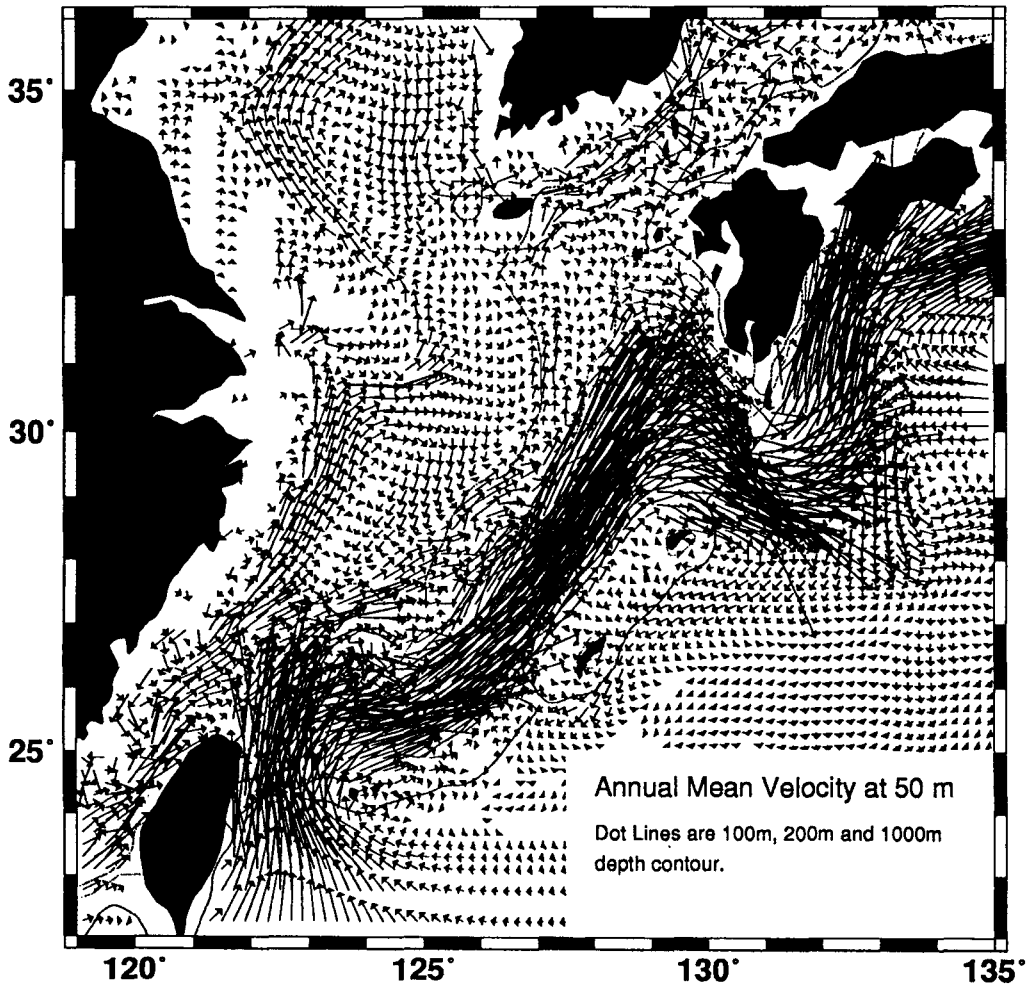 35°
30°
25°
Annual Mean Velocity at 50 m
Dot Lines are 100m, 200m and 1000m
depth contour.
120° 125° 130° 135°